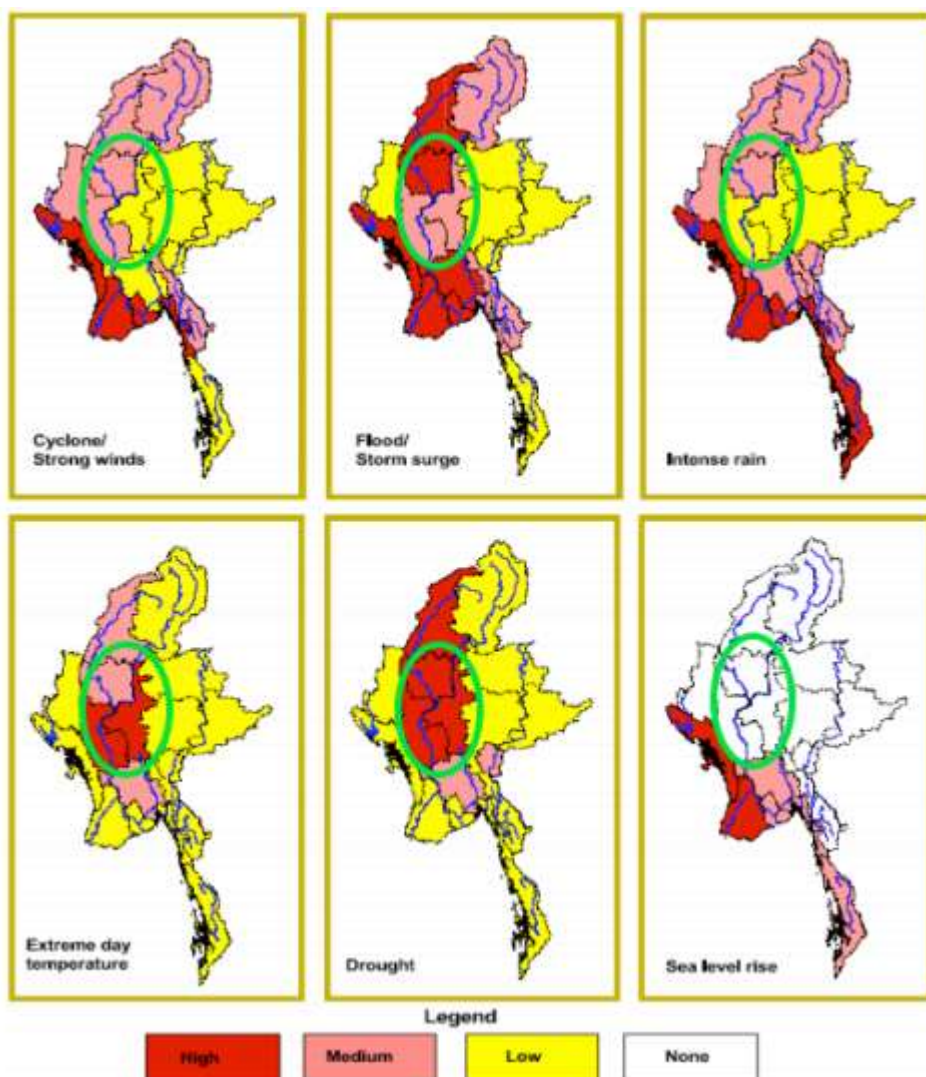 Cyclone/
Strong winds
Flood/
Storm surge
Intense rain
Extreme day
temperature
Drought
Sea level rise
Legend
High
Medium
Low
None